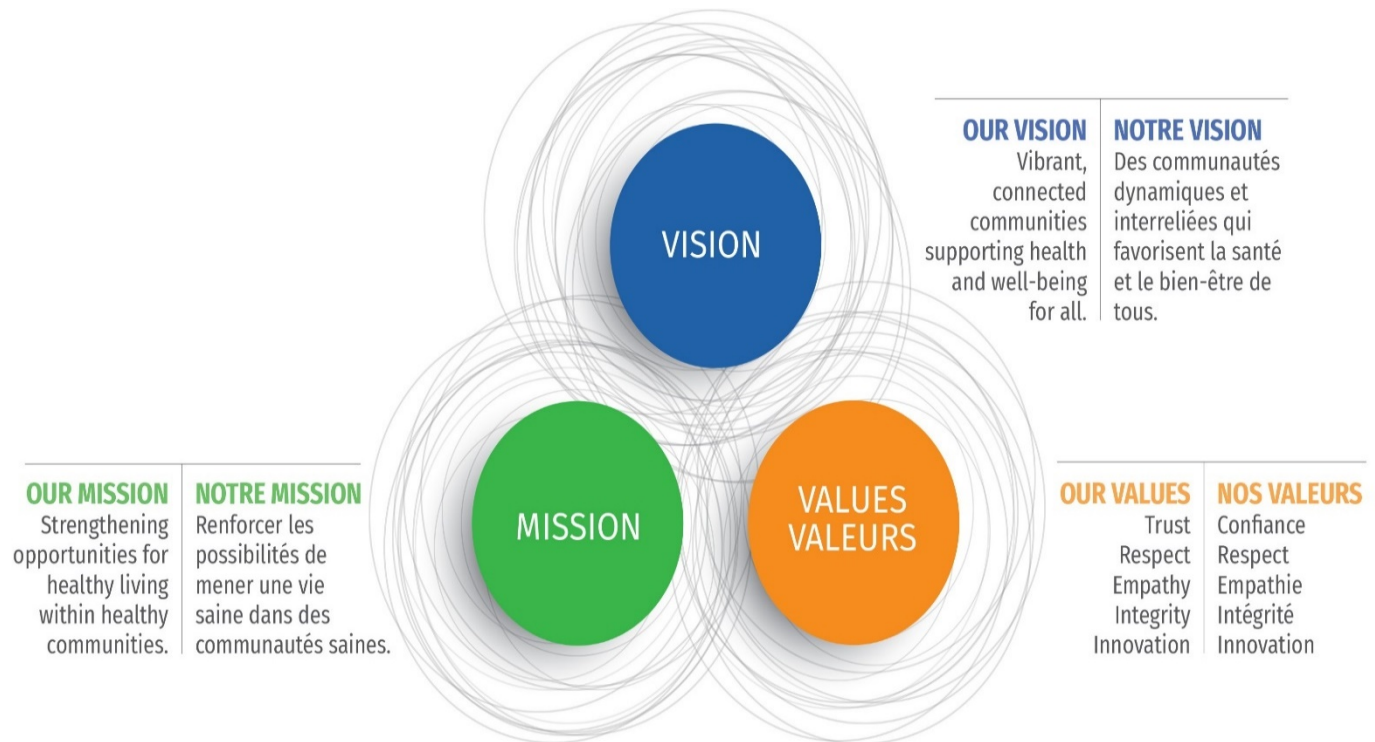 VISION
OUR VISION
Vibrant,
connected
communities
supporting health
and well-being
for all.
NOTRE VISION
Des communautés
dynamiques et
interreliées qui
favorisent la santé
et le bien-être de
tous.
MISSION
OUR MISSION
Strengthening
opportunities for
healthy living
within healthy
communities.
NOTRE MISSION
Renforcer les
possibilités de
mener une vie
saine dans des
communautés saines.
VALUES
VALEURS
OUR VALUES
Trust
Respect
Empathy
Integrity
Innovation
NOS VALEURS
Confiance
Respect
Empathie
Intégrité
Innovation